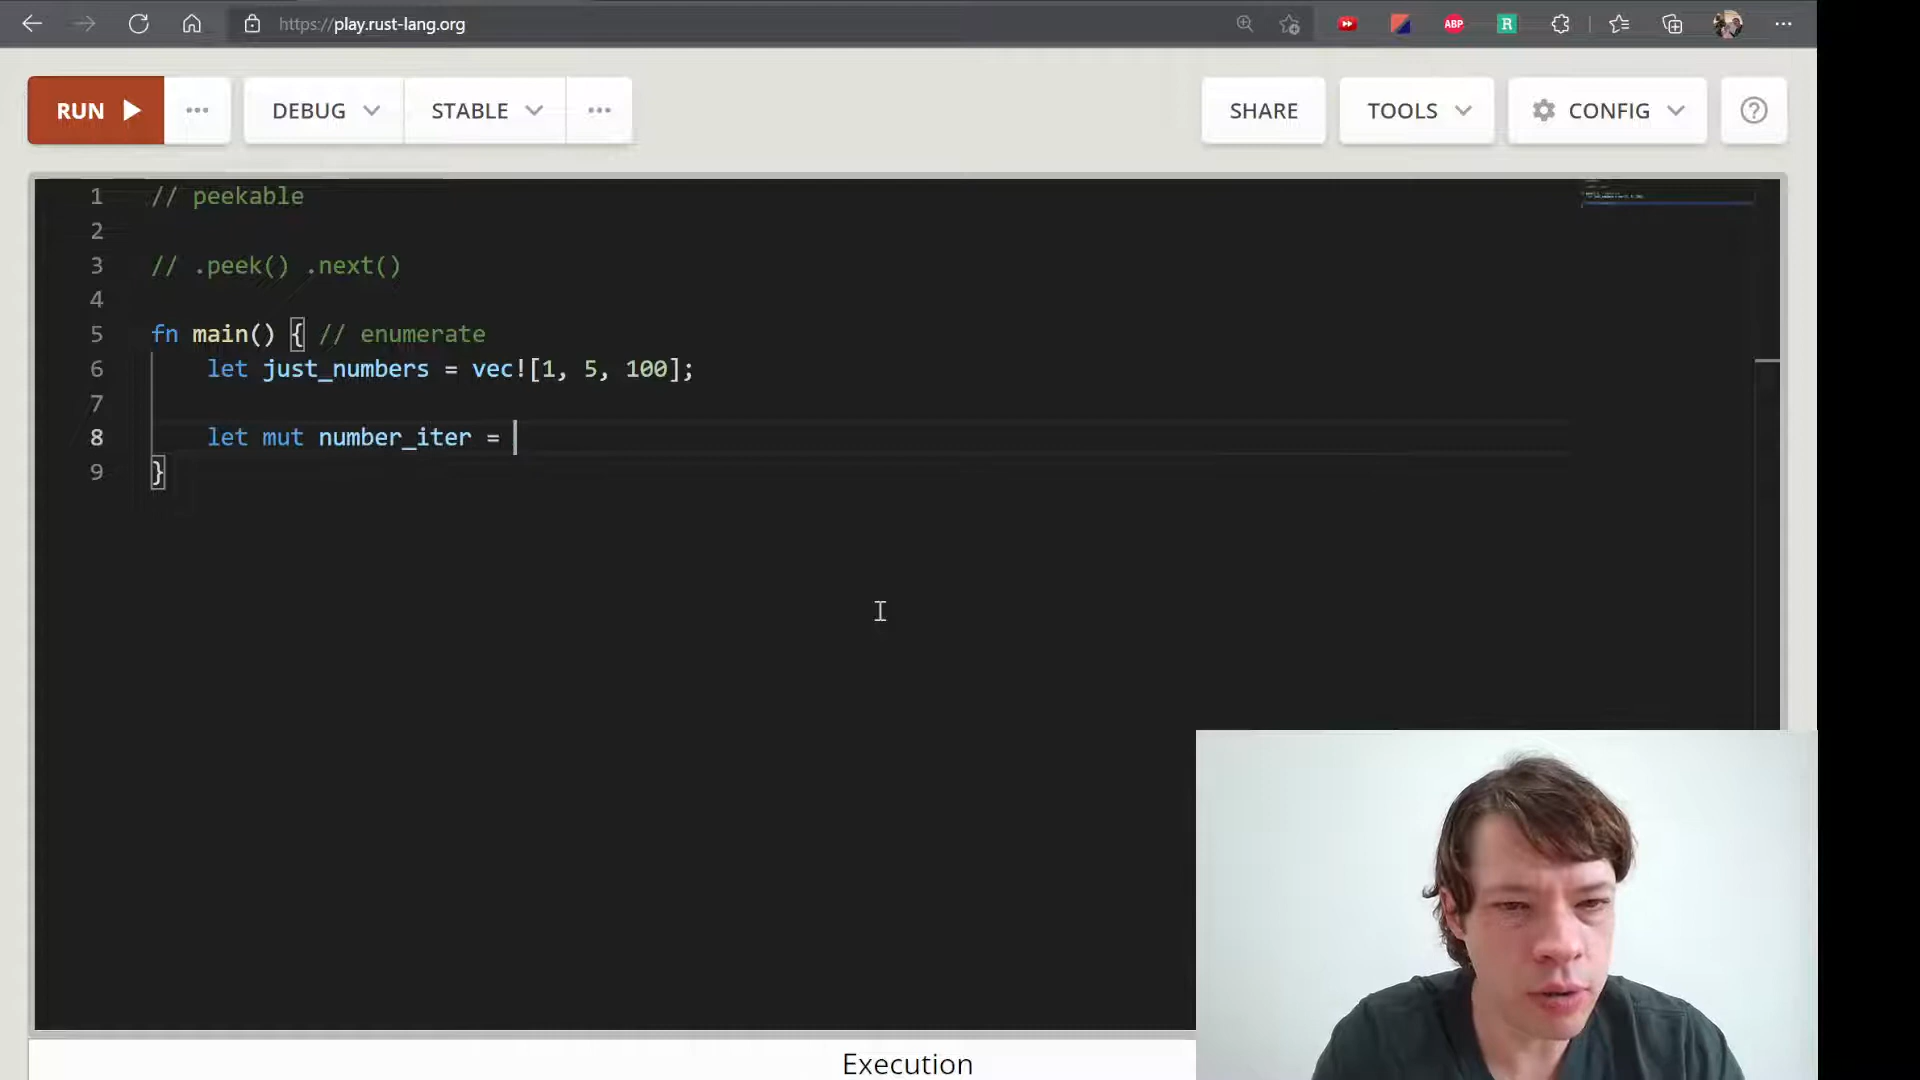 https://play.rust-lang.org
ABP
R
RUN
DEBUG
STABLE
SHARE
TOOLS
CONFIG
1 // peekable
2
3 // .peek() .next()
4
5 fn main() { // enumerate
6 let just_numbers = vec![1, 5, 100];
7
8 let mut number_iter =
9 }
Execution